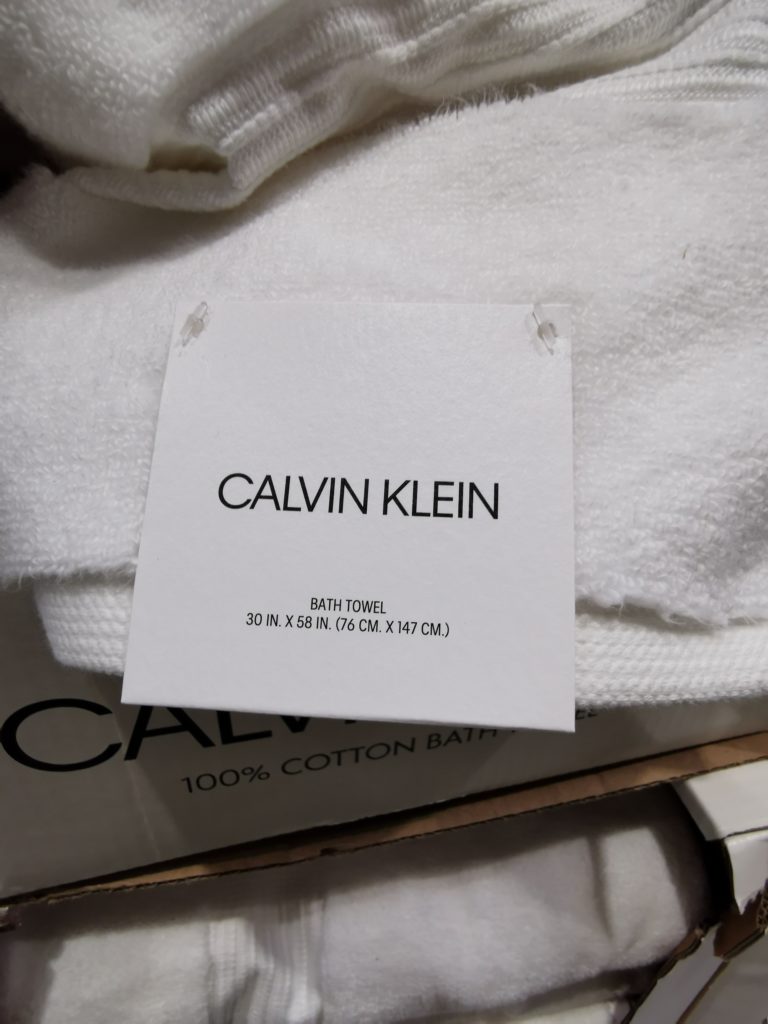 CALVIN KLEIN
BATH TOWEL
30 IN. X 58 IN. (76 CM. X 147 CM.)
100% COTTON BATH